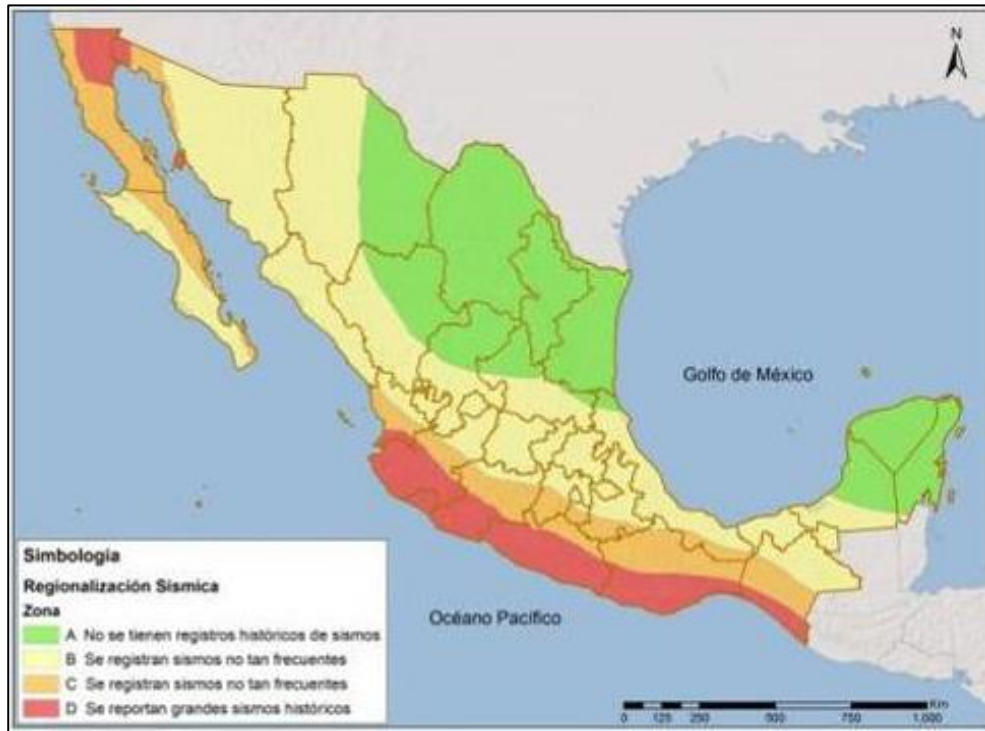 N
Golfo de México
Océano Pacífico
Simbología
Regionalización Sísmica
Zona
A No se tienen registros históricos de sismos
B Se registran sismos no tan frecuentes
C Se registran sismos no tan frecuentes
D Se reportan grandes sismos históricos
Km
0 125 250 500 750 1,000